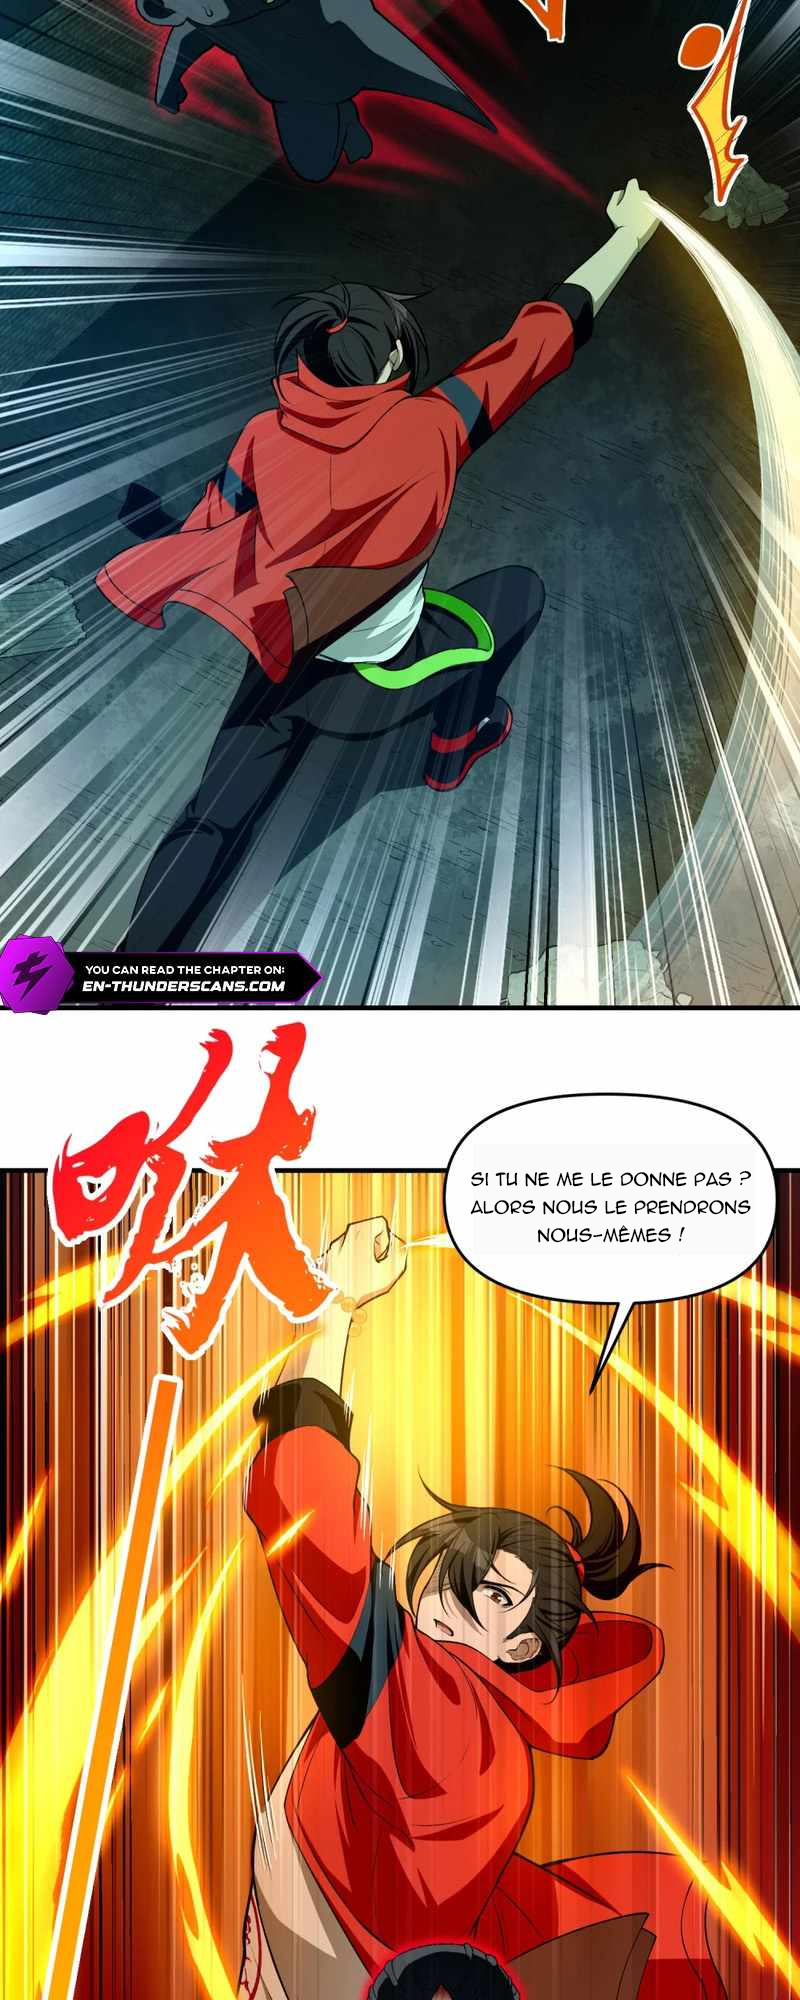 YOU CAN READ THE CHAPTER ON:
EN-THUNDERSCANS.COM
咻
SI TU NE ME LE DONNE PAS ?
ALORS NOUS LE PRENDRONS
NOUS-MÊMES !